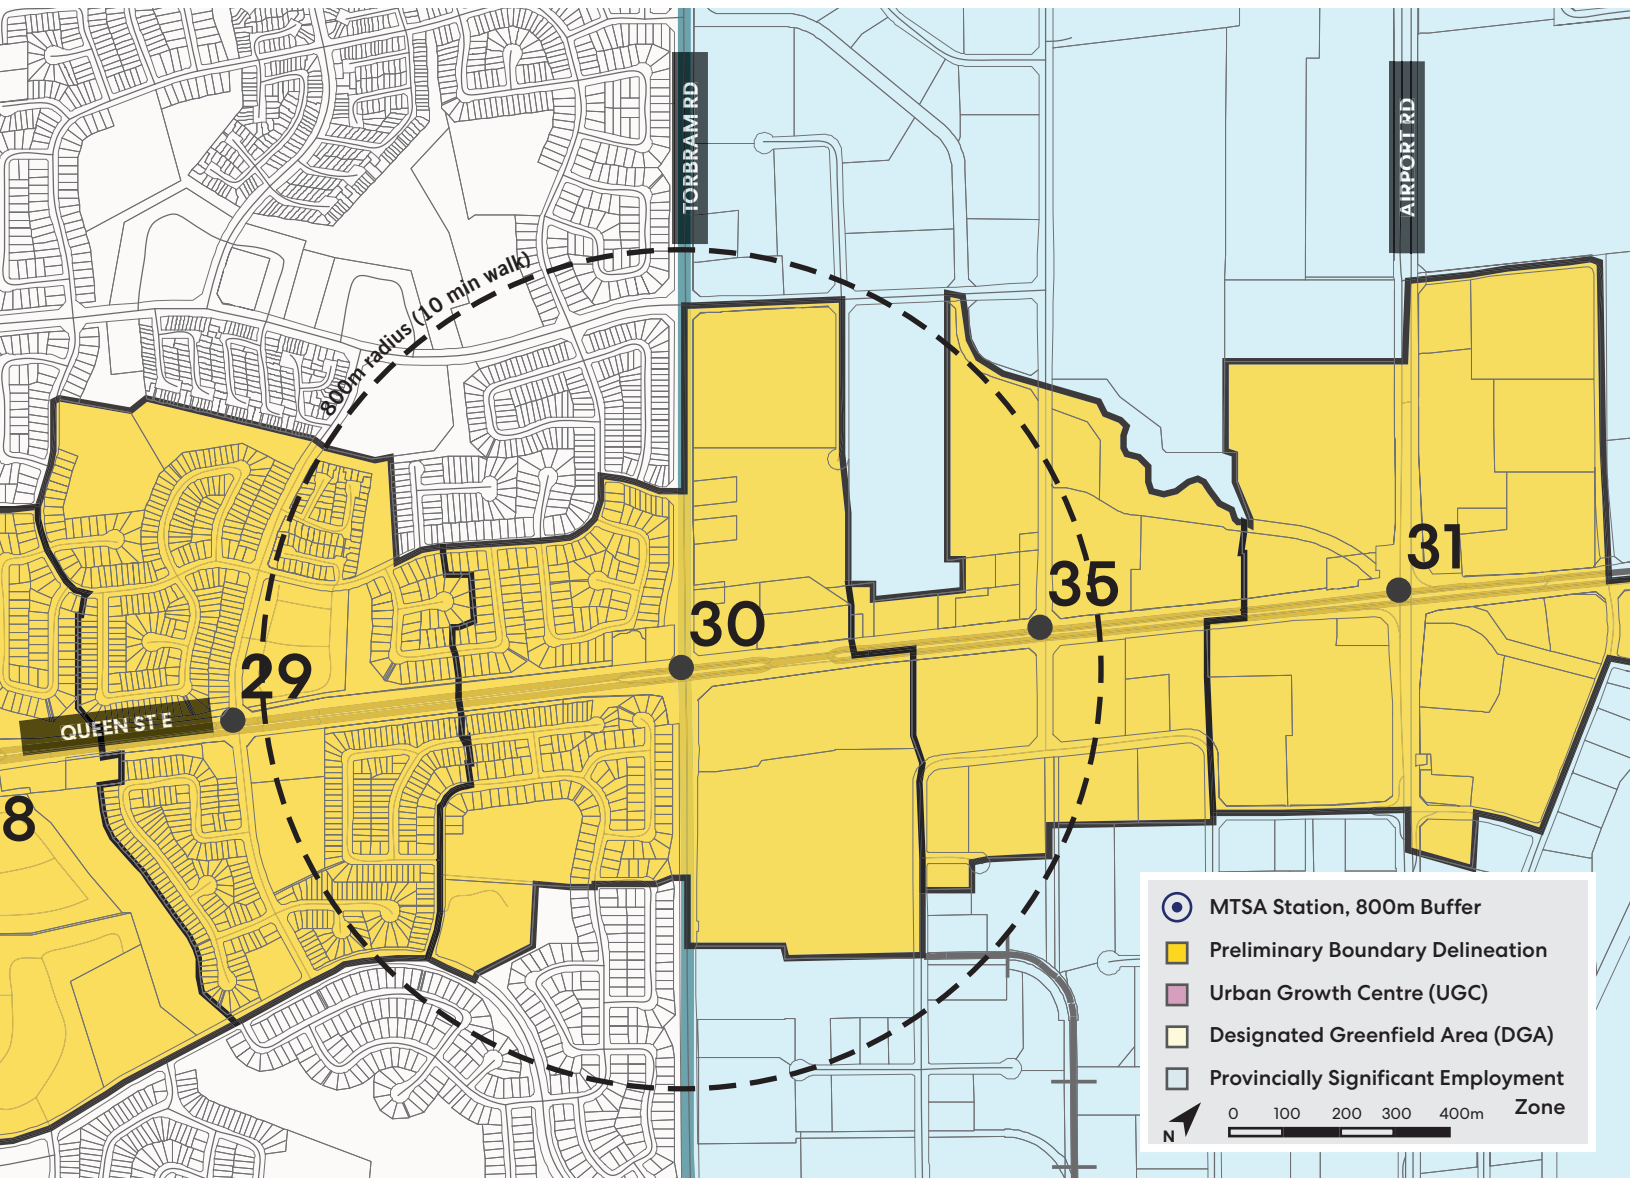 TORBRAM RD
AIRPORT RD
800m radius (10 min walk)
31
35
30
29
QUEEN ST E
8
MTSA Station, 800m Buffer
Preliminary Boundary Delineation
Urban Growth Centre (UGC)
Designated Greenfield Area (DGA)
Provincially Significant Employment
Zone
N
0 100 200 300 400m